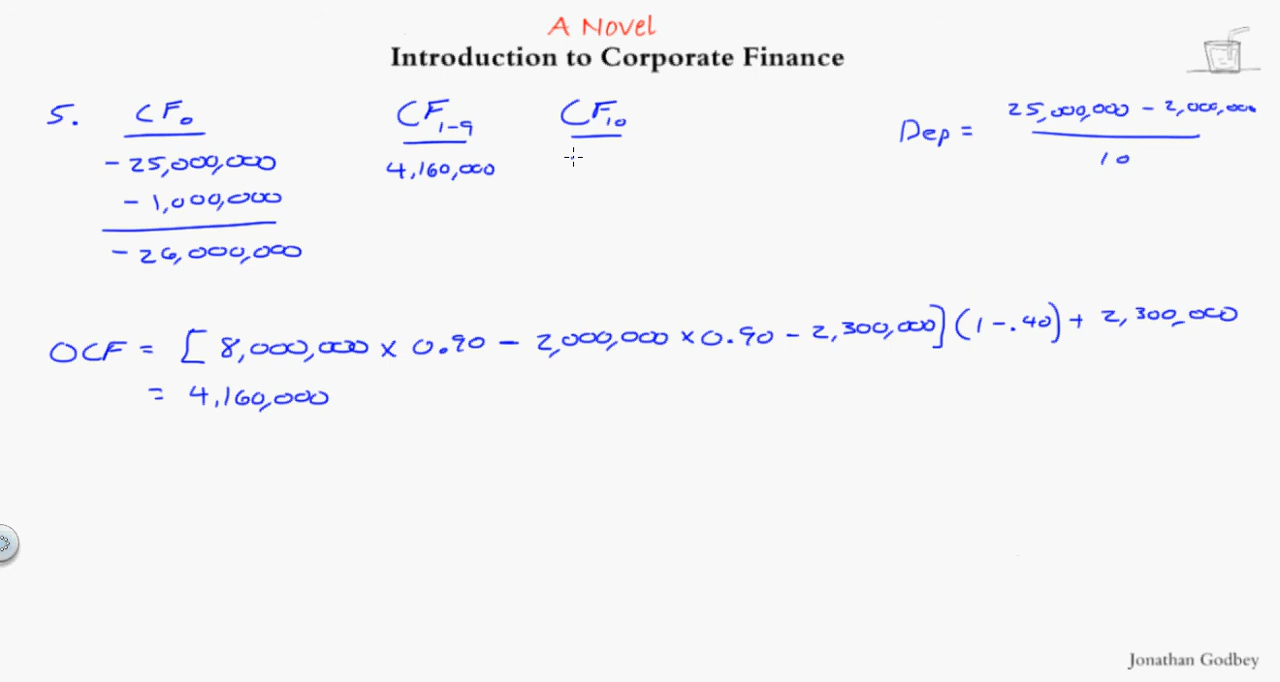 A Novel
Introduction to Corporate Finance
5. CF₀ CF₁₋₉ CF₁₀
- 25,000,000 4,160,000
- 1,000,000
- 26,000,000
Dep = 25,000,000 - 2,000,000
10
OCF = [ 8,000,000 × 0.90 - 2,000,000 × 0.90 - 2,300,000] (1-.40) + 2,300,000
= 4,160,000
Jonathan Godbey